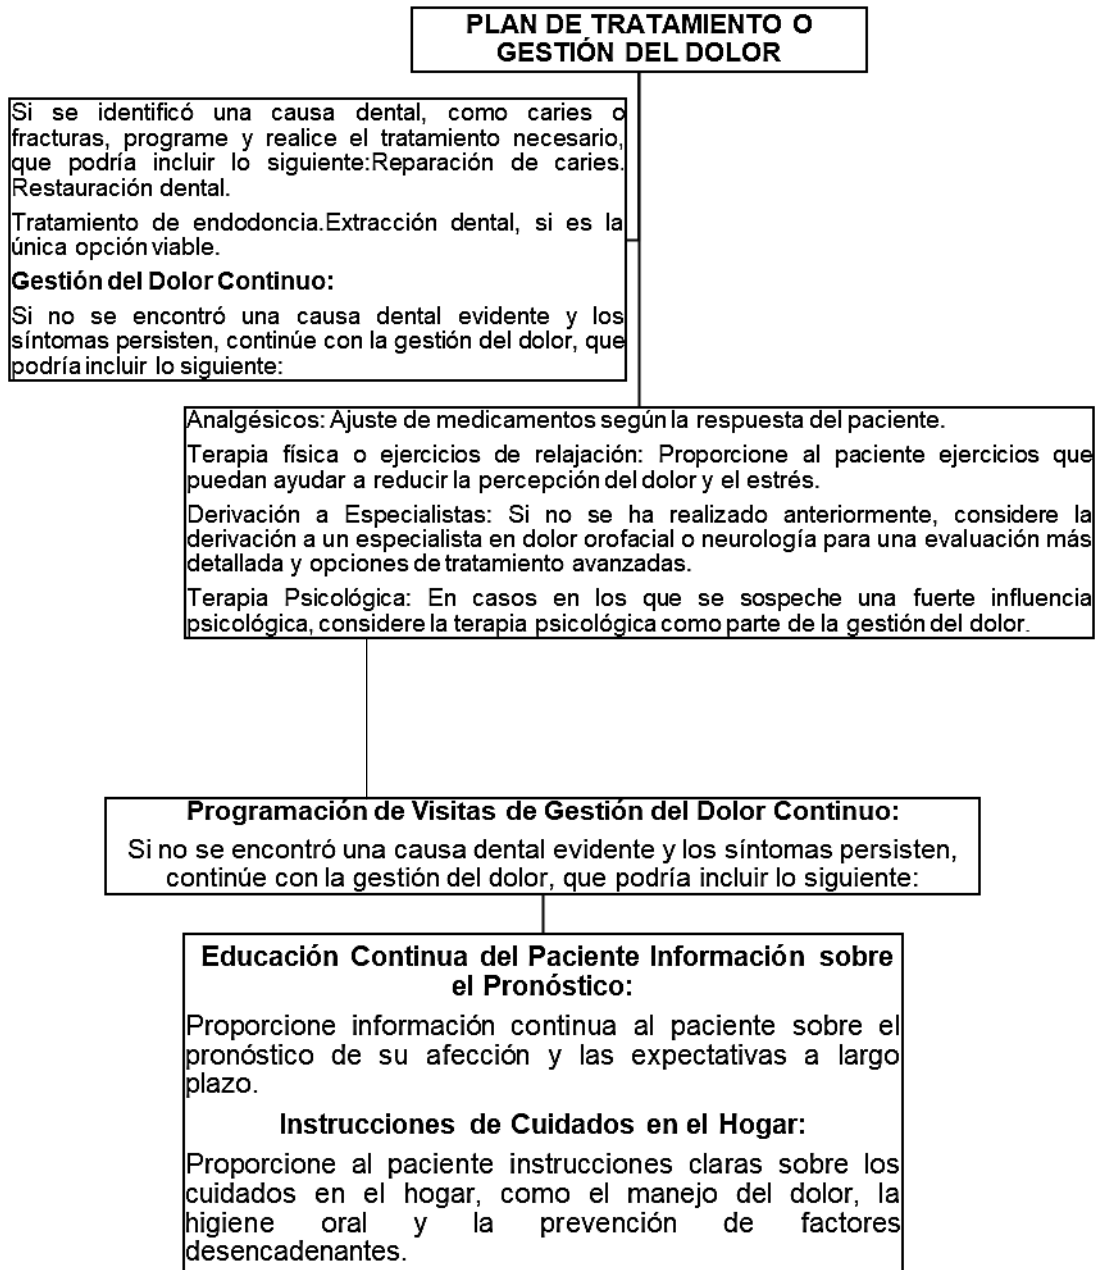 PLAN DE TRATAMIENTO O
GESTIÓN DEL DOLOR
Si se identificó una causa dental, como caries o
fracturas, programe y realice el tratamiento necesario,
que podría incluir lo siguiente:Reparación de caries.
Restauración dental.
Tratamiento de endodoncia.Extracción dental, si es la
única opción viable.
Gestión del Dolor Continuo:
Si no se encontró una causa dental evidente y los
síntomas persisten, continúe con la gestión del dolor, que
podría incluir lo siguiente:
Analgésicos: Ajuste de medicamentos según la respuesta del paciente.
Terapia física o ejercicios de relajación: Proporcione al paciente ejercicios que
puedan ayudar a reducir la percepción del dolor y el estrés.
Derivación a Especialistas: Si no se ha realizado anteriormente, considere la
derivación a un especialista en dolor orofacial o neurología para una evaluación más
detallada y opciones de tratamiento avanzadas.
Terapia Psicológica: En casos en los que se sospeche una fuerte influencia
psicológica, considere la terapia psicológica como parte de la gestión del dolor.
Programación de Visitas de Gestión del Dolor Continuo:
Si no se encontró una causa dental evidente y los síntomas persisten,
continúe con la gestión del dolor, que podría incluir lo siguiente:
Educación Continua del Paciente Información sobre
el Pronóstico:
Proporcione información continua al paciente sobre el
pronóstico de su afección y las expectativas a largo
plazo.
Instrucciones de Cuidados en el Hogar:
Proporcione al paciente instrucciones claras sobre los
cuidados en el hogar, como el manejo del dolor, la
higiene oral y la prevención de factores
desencadenantes.